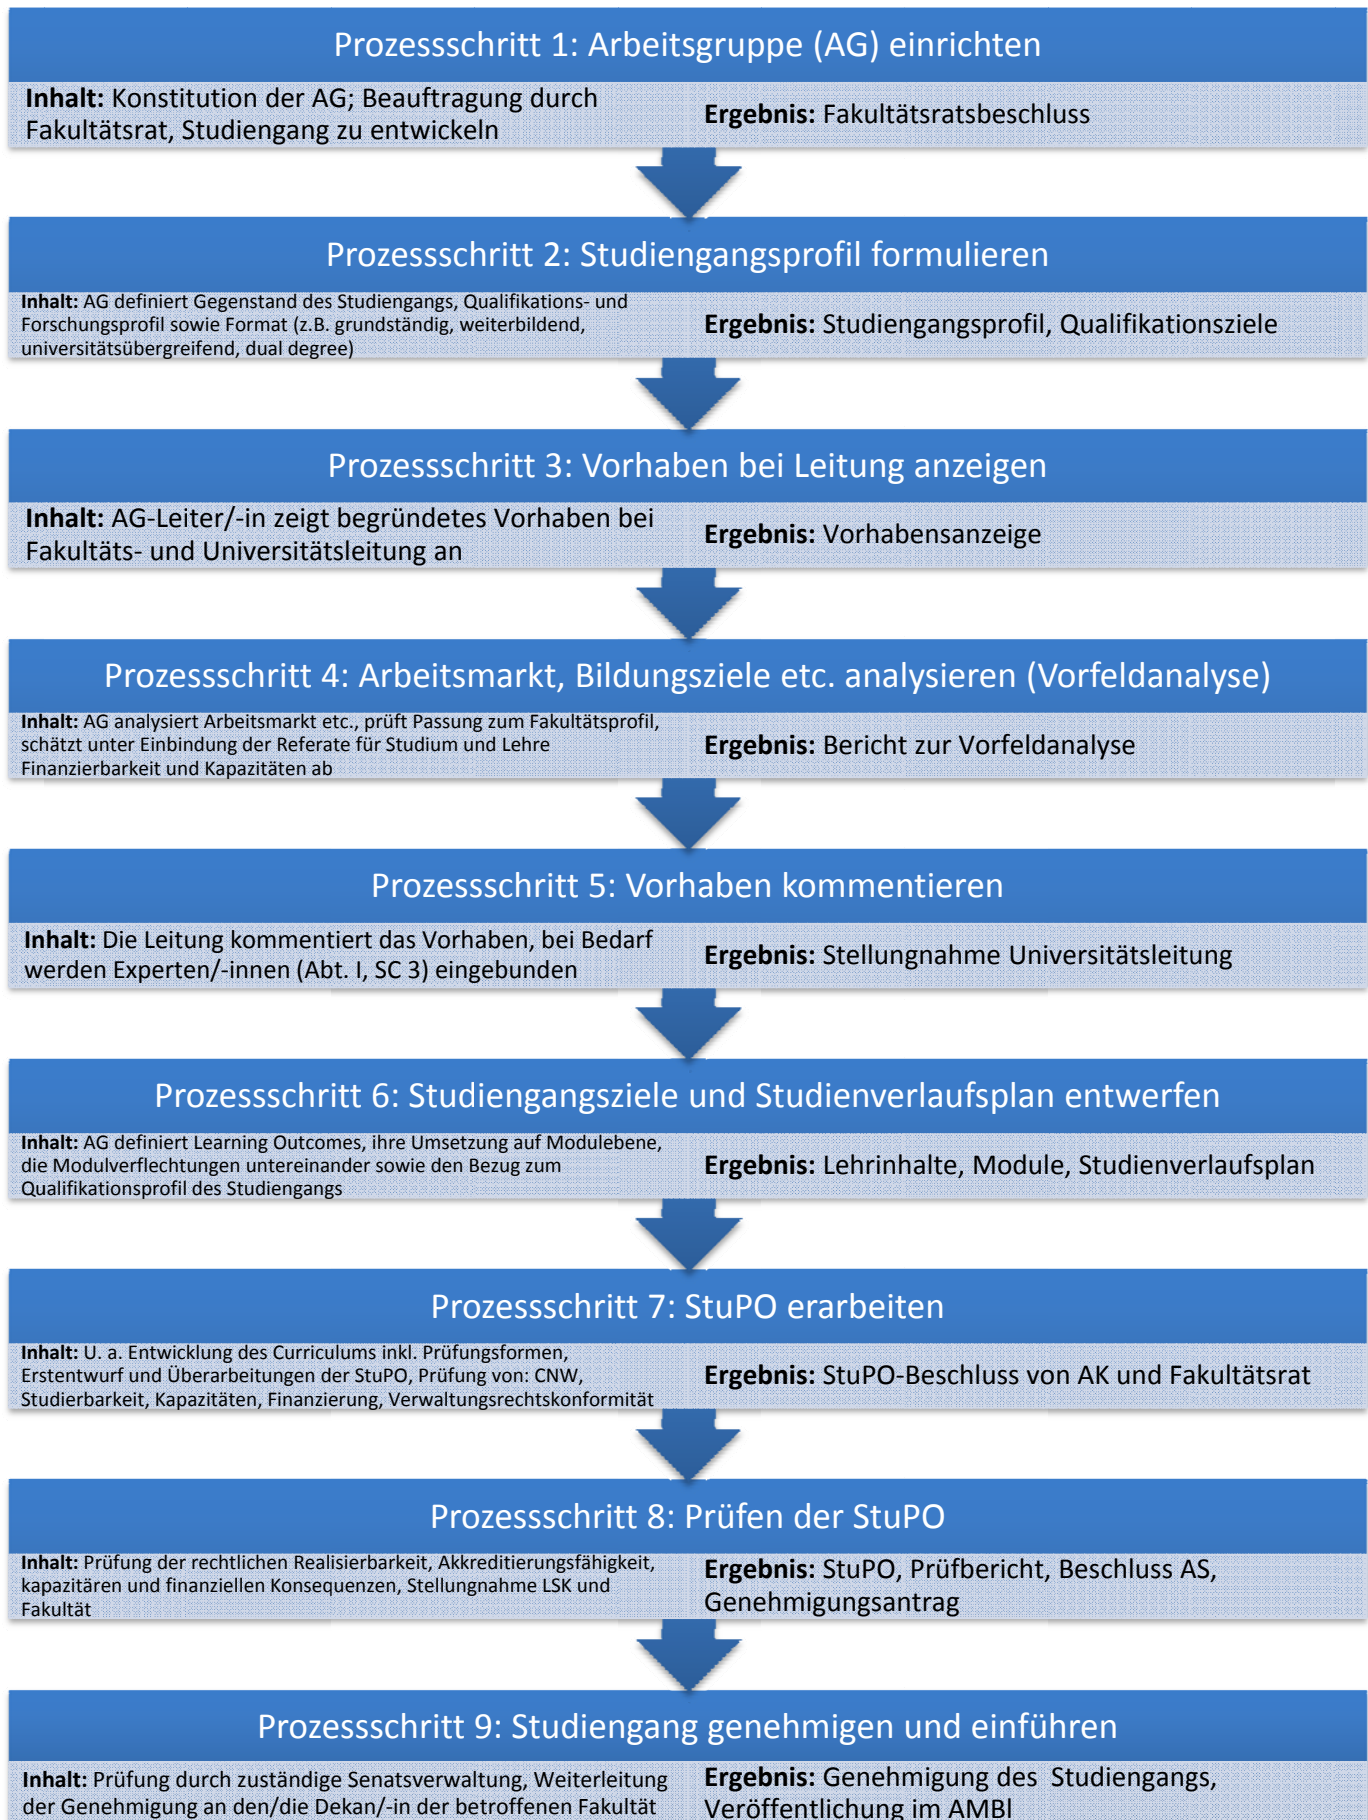 Prozessschritt 1: Arbeitsgruppe (AG) einrichten
Inhalt: Konstitution der AG; Beauftragung durch
Fakultätsrat, Studiengang zu entwickeln
Ergebnis: Fakultätsratsbeschluss
Prozessschritt 2: Studiengangsprofil formulieren
Inhalt: AG definiert Gegenstand des Studiengangs, Qualifikations- und
Forschungsprofil sowie Format (z.B. grundständig, weiterbildend,
universitätsübergreifend, dual degree)
Ergebnis: Studiengangsprofil, Qualifikationsziele
Prozessschritt 3: Vorhaben bei Leitung anzeigen
Inhalt: AG-Leiter/-in zeigt begründetes Vorhaben bei
Fakultäts- und Universitätsleitung an
Ergebnis: Vorhabensanzeige
Prozessschritt 4: Arbeitsmarkt, Bildungsziele etc. analysieren (Vorfeldanalyse)
Inhalt: AG analysiert Arbeitsmarkt etc., prüft Passung zum Fakultätsprofil,
schätzt unter Einbindung der Referate für Studium und Lehre
Finanzierbarkeit und Kapazitäten ab
Ergebnis: Bericht zur Vorfeldanalyse
Prozessschritt 5: Vorhaben kommentieren
Inhalt: Die Leitung kommentiert das Vorhaben, bei Bedarf
werden Experten/-innen (Abt. I, SC 3) eingebunden
Ergebnis: Stellungnahme Universitätsleitung
Prozessschritt 6: Studiengangsziele und Studienverlaufsplan entwerfen
Inhalt: AG definiert Learning Outcomes, ihre Umsetzung auf Modulebene,
die Modulverflechtungen untereinander sowie den Bezug zum
Qualifikationsprofil des Studiengangs
Ergebnis: Lehrinhalte, Module, Studienverlaufsplan
Prozessschritt 7: StuPO erarbeiten
Inhalt: U. a. Entwicklung des Curriculums inkl. Prüfungsformen,
Erstentwurf und Überarbeitungen der StuPO, Prüfung von: CNW,
Studierbarkeit, Kapazitäten, Finanzierung, Verwaltungsrechtskonformität
Ergebnis: StuPO-Beschluss von AK und Fakultätsrat
Prozessschritt 8: Prüfen der StuPO
Inhalt: Prüfung der rechtlichen Realisierbarkeit, Akkreditierungsfähigkeit,
kapazitären und finanziellen Konsequenzen, Stellungnahme LSK und
Fakultät
Ergebnis: StuPO, Prüfbericht, Beschluss AS,
Genehmigungsantrag
Prozessschritt 9: Studiengang genehmigen und einführen
Inhalt: Prüfung durch zuständige Senatsverwaltung, Weiterleitung
der Genehmigung an den/die Dekan/-in der betroffenen Fakultät
Ergebnis: Genehmigung des Studiengangs,
Veröffentlichung im AMBl